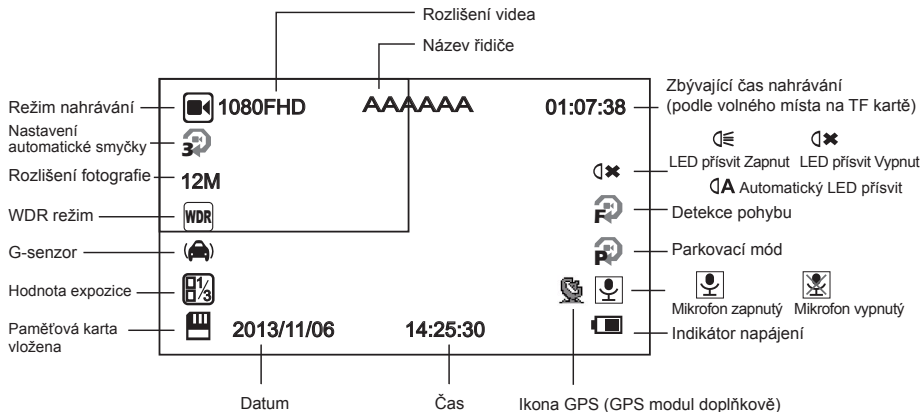 Rozlišení videa
Název řidiče
Režim nahrávání
1080FHD
AAAAAA
01:07:38
Zbývající čas nahrávání
(podle volného místa na TF kartě)
Nastavení
automatické smyčky
3
LED přísvit Zapnut
LED přísvit Vypnut
Rozlišení fotografie
12M
A Automatický LED přísvit
WDR režim
WDR
F
Detekce pohybu
G-senzor
P
Parkovací mód
Hodnota expozice
1/3
Mikrofon zapnutý
Mikrofon vypnutý
Paměťová karta
vložena
2013/11/06
14:25:30
Indikátor napájení
Datum
Čas
Ikona GPS (GPS modul doplňkově)